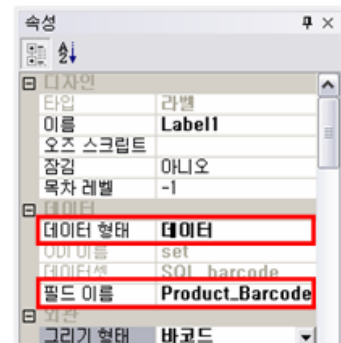 속성
디자인
타입 라벨
이름 Label1
오즈 스크립트
잠김 아니오
목차 레벨 -1
데이터
데이터 형태 데이터
ODI 이름 set
데이터셋 SQL_barcode
필드 이름 Product_Barcode
외관
그리기 형태 바코드